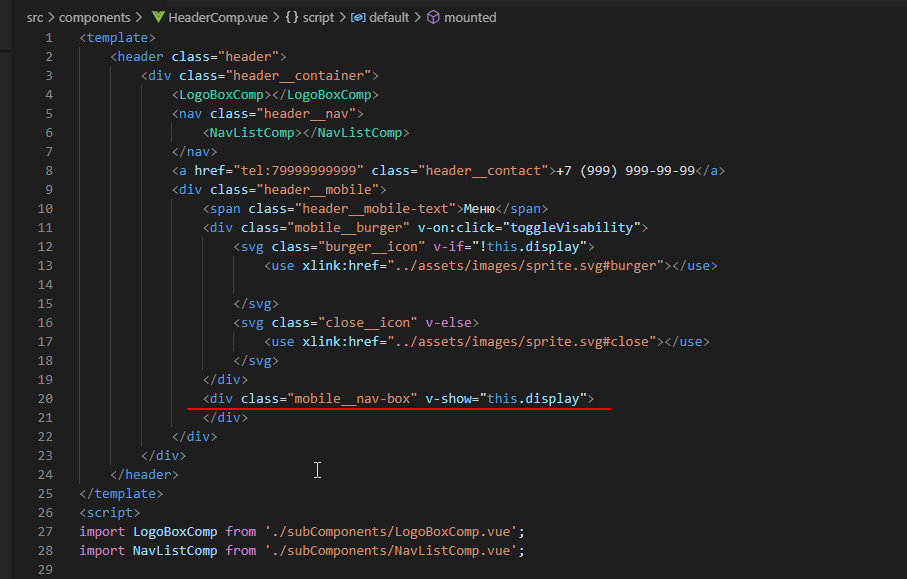 src > components > HeaderComp.vue > {} script > default > mounted
1 <template>
2 <header class="header">
3 <div class="header__container">
4 <LogoBoxComp></LogoBoxComp>
5 <nav class="header__nav">
6 <NavListComp></NavListComp>
7 </nav>
8 <a href="tel:79999999999" class="header__contact">+7 (999) 999-99-99</a>
9 <div class="header__mobile">
10 <span class="header__mobile-text">Меню</span>
11 <div class="mobile__burger" v-on:click="toggleVisability">
12 <svg class="burger__icon" v-if="!this.display">
13 <use xlink:href="../assets/images/sprite.svg#burger"></use>
14
15 </svg>
16 <svg class="close__icon" v-else>
17 <use xlink:href="../assets/images/sprite.svg#close"></use>
18 </svg>
19 </div>
20 <div class="mobile__nav-box" v-show="this.display">
21 </div>
22 </div>
23 </div>
24 </header>
25 </template>
26 <script>
27 import LogoBoxComp from './subComponents/LogoBoxComp.vue';
28 import NavListComp from './subComponents/NavListComp.vue';
29